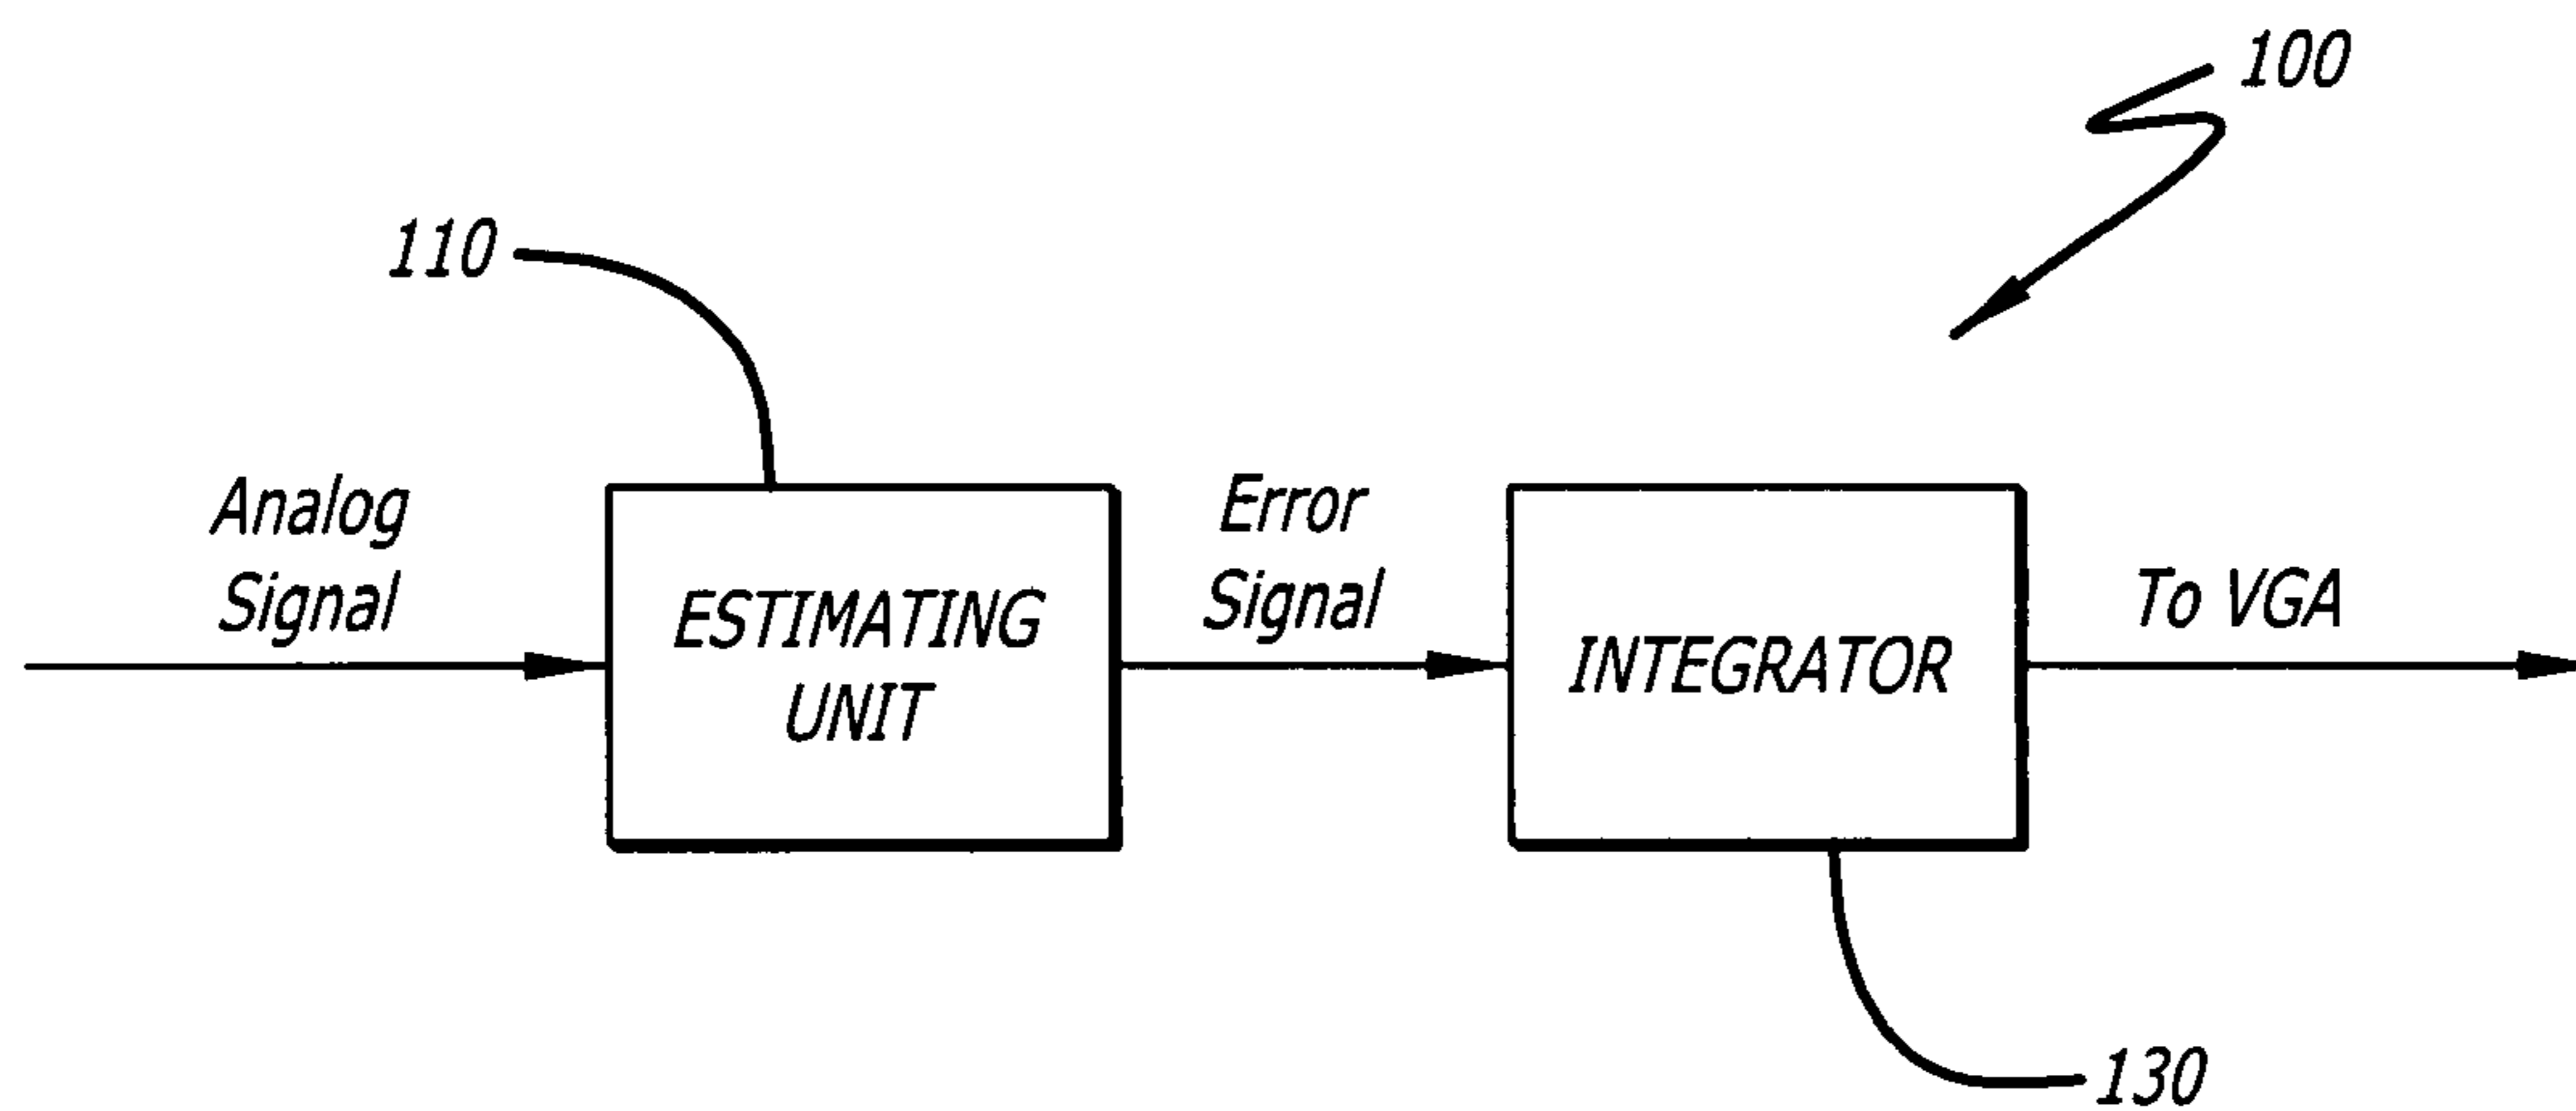 100
110
Analog
Signal
ESTIMATING
UNIT
Error
Signal
INTEGRATOR
To VGA
130